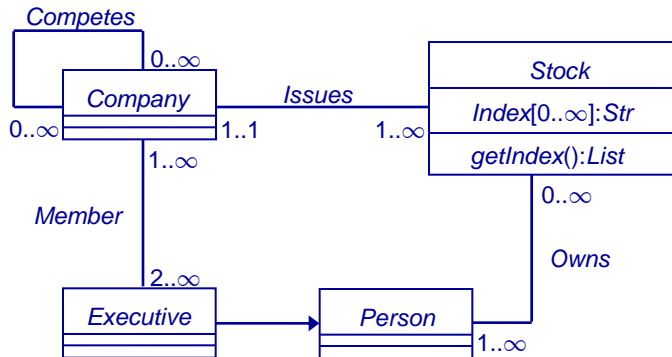 Competes
0..∞
Stock
Company
Issues
Index[0..∞]:Str
0..∞
1..1
1..∞
getIndex():List
1..∞
0..∞
Member
Owns
2..∞
Executive
Person
1..∞